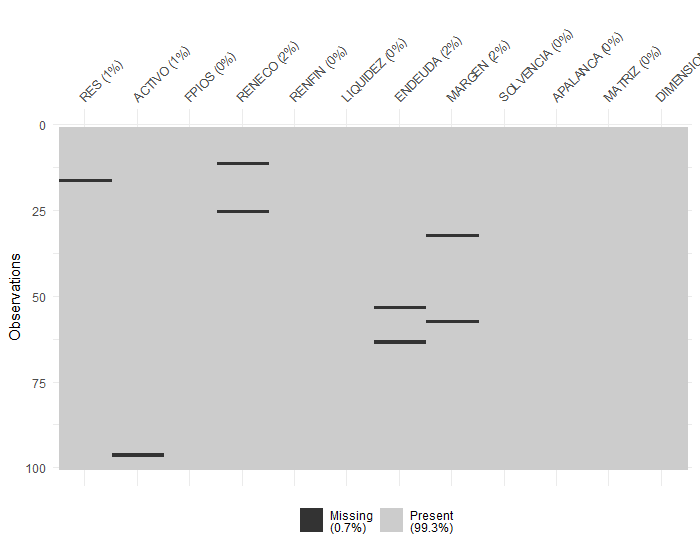 RES (1%)
ACTIVO (1%)
FPIOS (0%)
RENECO (2%)
RENFIN (0%)
LIQUIDEZ (0%)
ENDEUDA (2%)
MARGEN (2%)
SOLVENCIA (0%)
APALANCA (0%)
MATRIZ (0%)
DIMENSION
0
25
50
75
100
Observations
Missing
(0.7%)
Present
(99.3%)